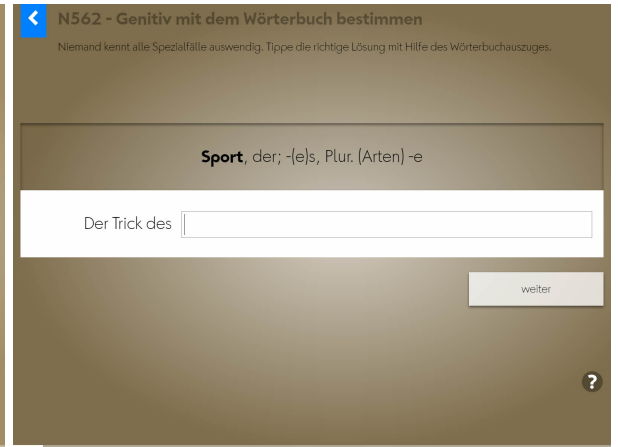 N562 - Genitiv mit dem Wörterbuch bestimmen
Niemand kennt alle Spezialfälle auswendig. Tippe die richtige Lösung mit Hilfe des Wörterbuchauszuges.
Sport, der; -(e)s, Plur. (Arten) -e
Der Trick des
weiter
?